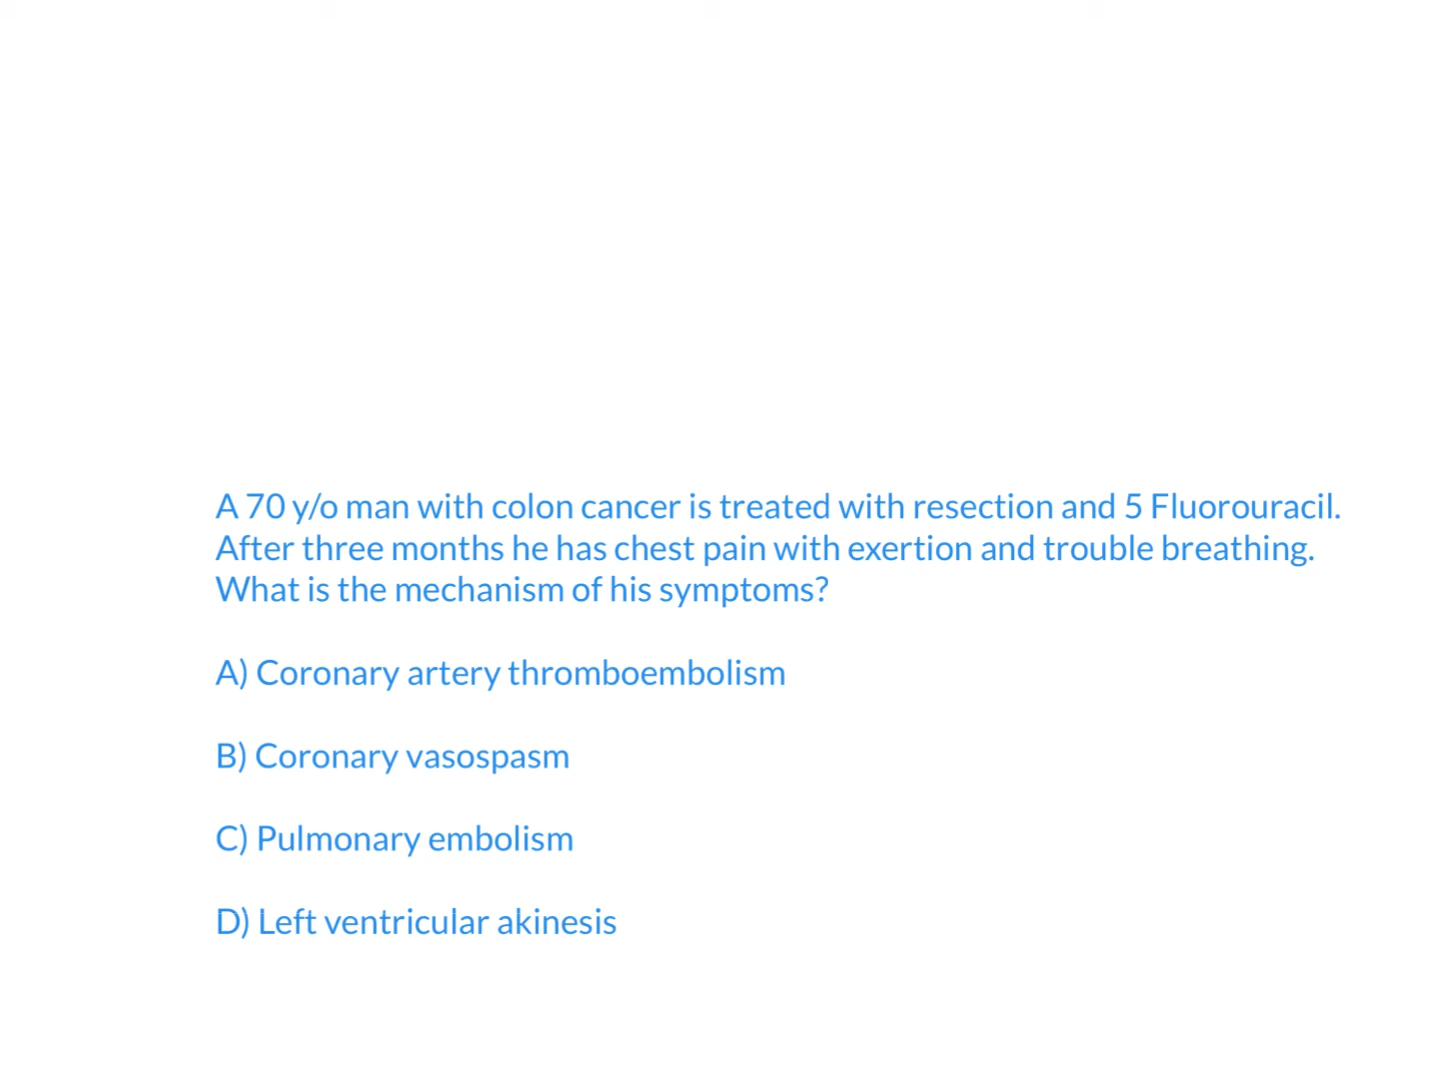 A 70 y/o man with colon cancer is treated with resection and 5 Fluorouracil.
After three months he has chest pain with exertion and trouble breathing.
What is the mechanism of his symptoms?
A) Coronary artery thromboembolism
B) Coronary vasospasm
C) Pulmonary embolism
D) Left ventricular akinesis